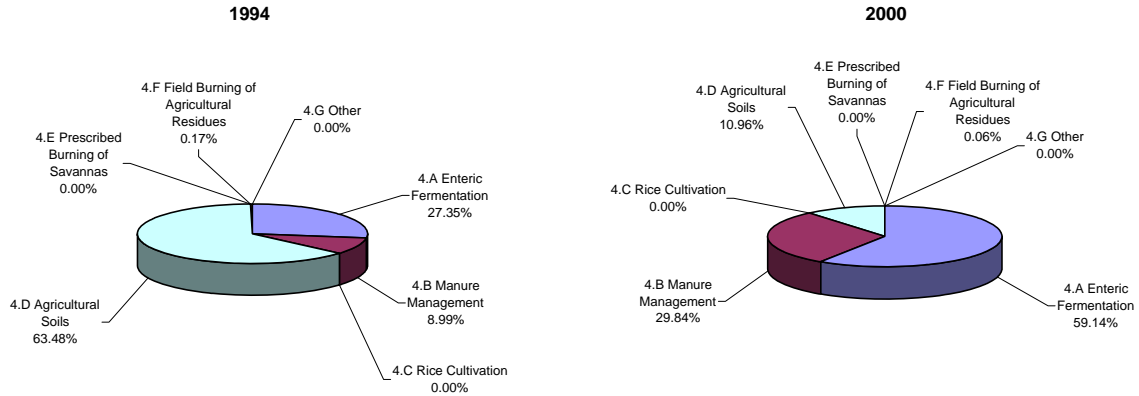 1994
4.F Field Burning of
Agricultural
Residues
0.17%
4.G Other
0.00%
4.E Prescribed
Burning of
Savannas
0.00%
4.A Enteric
Fermentation
27.35%
4.B Manure
Management
8.99%
4.D Agricultural
Soils
63.48%
4.C Rice Cultivation
0.00%
2000
4.E Prescribed
Burning of
Savannas
0.00%
4.F Field Burning of
Agricultural
Residues
0.06%
4.D Agricultural
Soils
10.96%
4.G Other
0.00%
4.C Rice Cultivation
0.00%
4.B Manure
Management
29.84%
4.A Enteric
Fermentation
59.14%